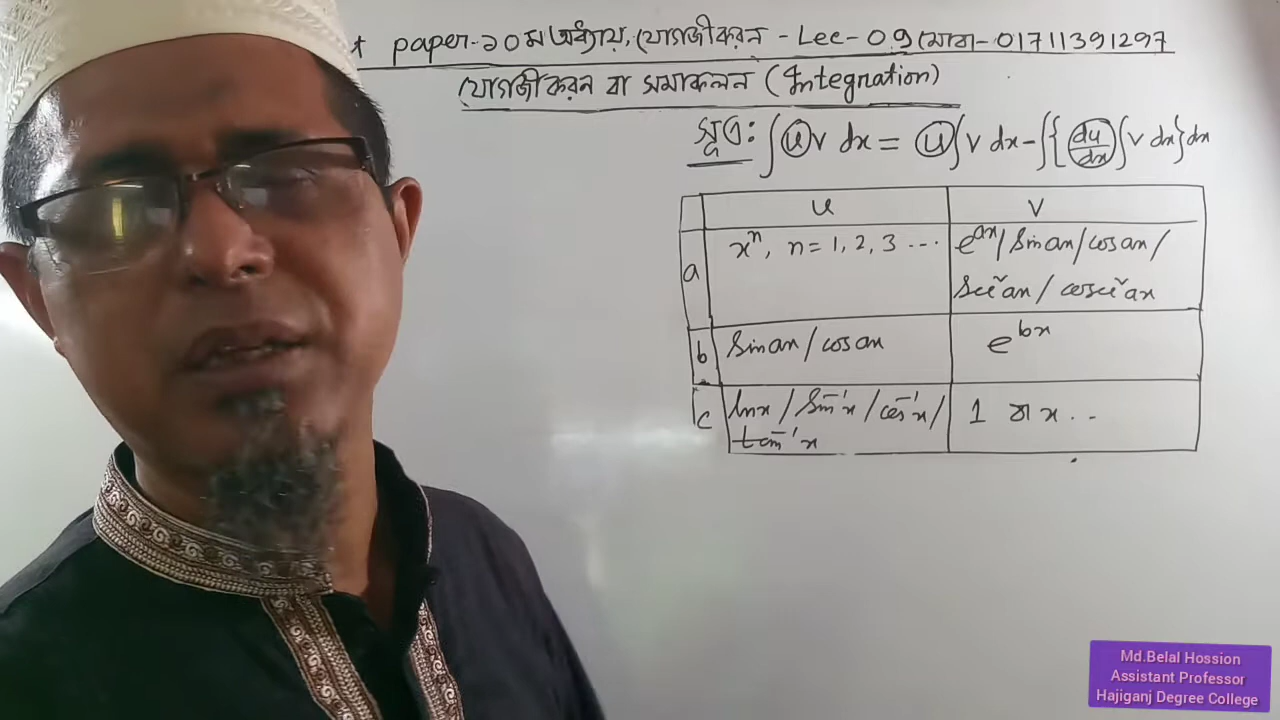 * paper-১০ম অধ্যায়, যোগজীকরন - Lec-09 মোবা-01711391297
যোগজীকরন বা সমাকলন (Integration)
সূত্র: ∫uv dx = u∫v dx - ∫{du/dx ∫v dx}dx
u v
a xⁿ, n = 1, 2, 3 ... e^ax/sinax/cosax/
sec²ax/cosec²ax
b sinax/cosax e^bx
c lnx/sin⁻¹x/cos⁻¹x/ 1 বা x...
tan⁻¹x
Md.Belal Hossion
Assistant Professor
Hajiganj Degree College